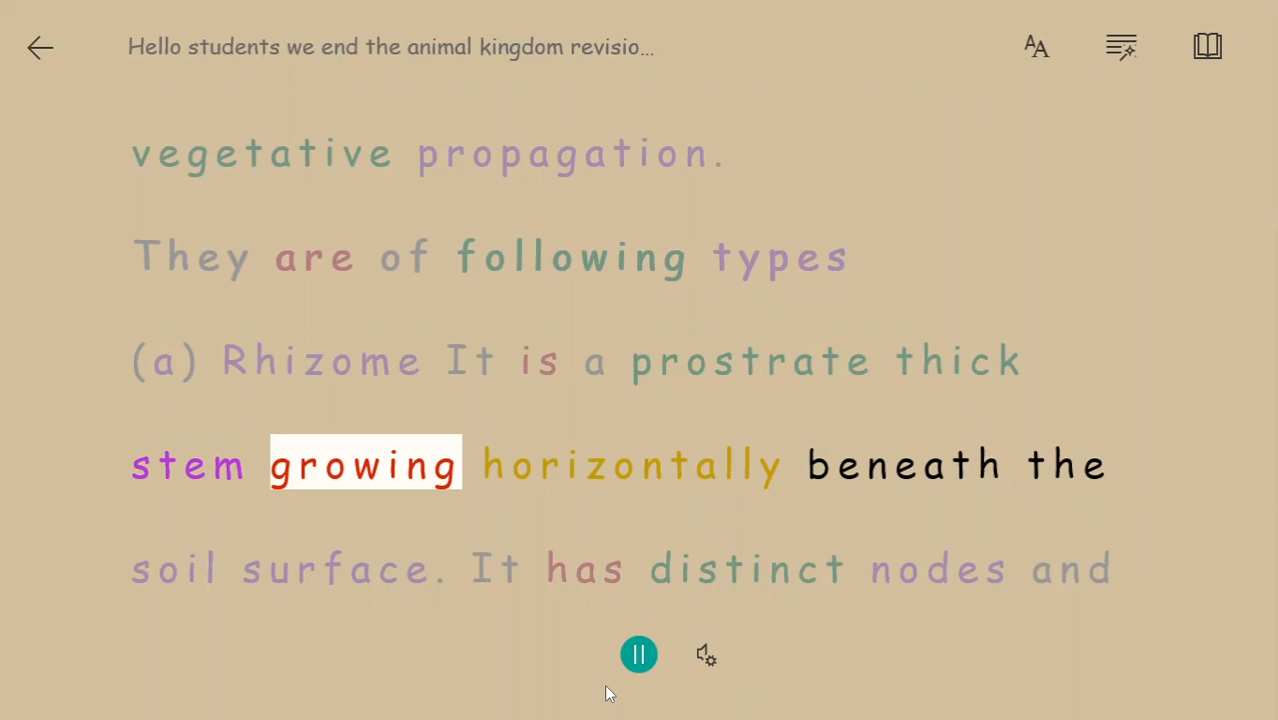 Hello students we end the animal kingdom revisio...
vegetative propagation.
They are of following types
(a) Rhizome It is a prostrate thick
stem growing horizontally beneath the
soil surface. It has distinct nodes and